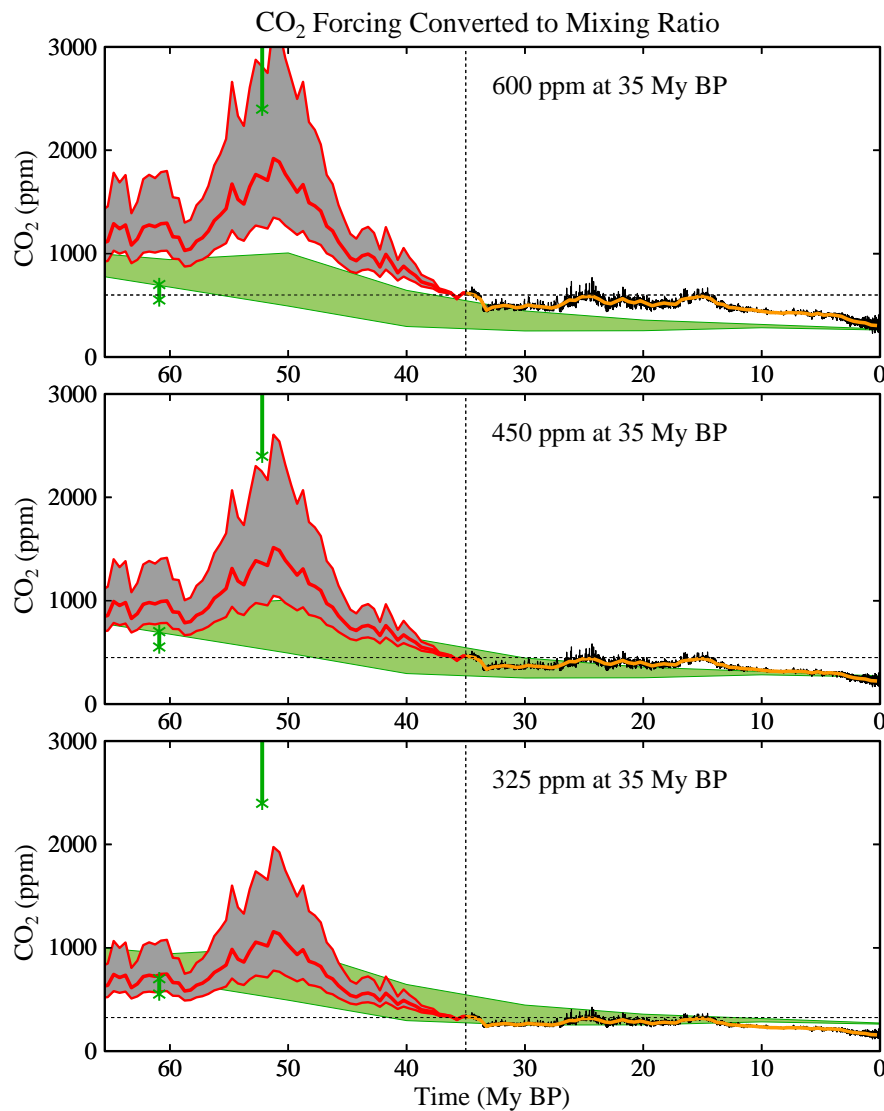 CO₂ Forcing Converted to Mixing Ratio
3000
600 ppm at 35 My BP
2000
CO₂ (ppm)
1000
0
60 50 40 30 20 10 0
3000
450 ppm at 35 My BP
2000
CO₂ (ppm)
1000
0
60 50 40 30 20 10 0
3000
325 ppm at 35 My BP
2000
CO₂ (ppm)
1000
0
60 50 40 30 20 10 0
Time (My BP)